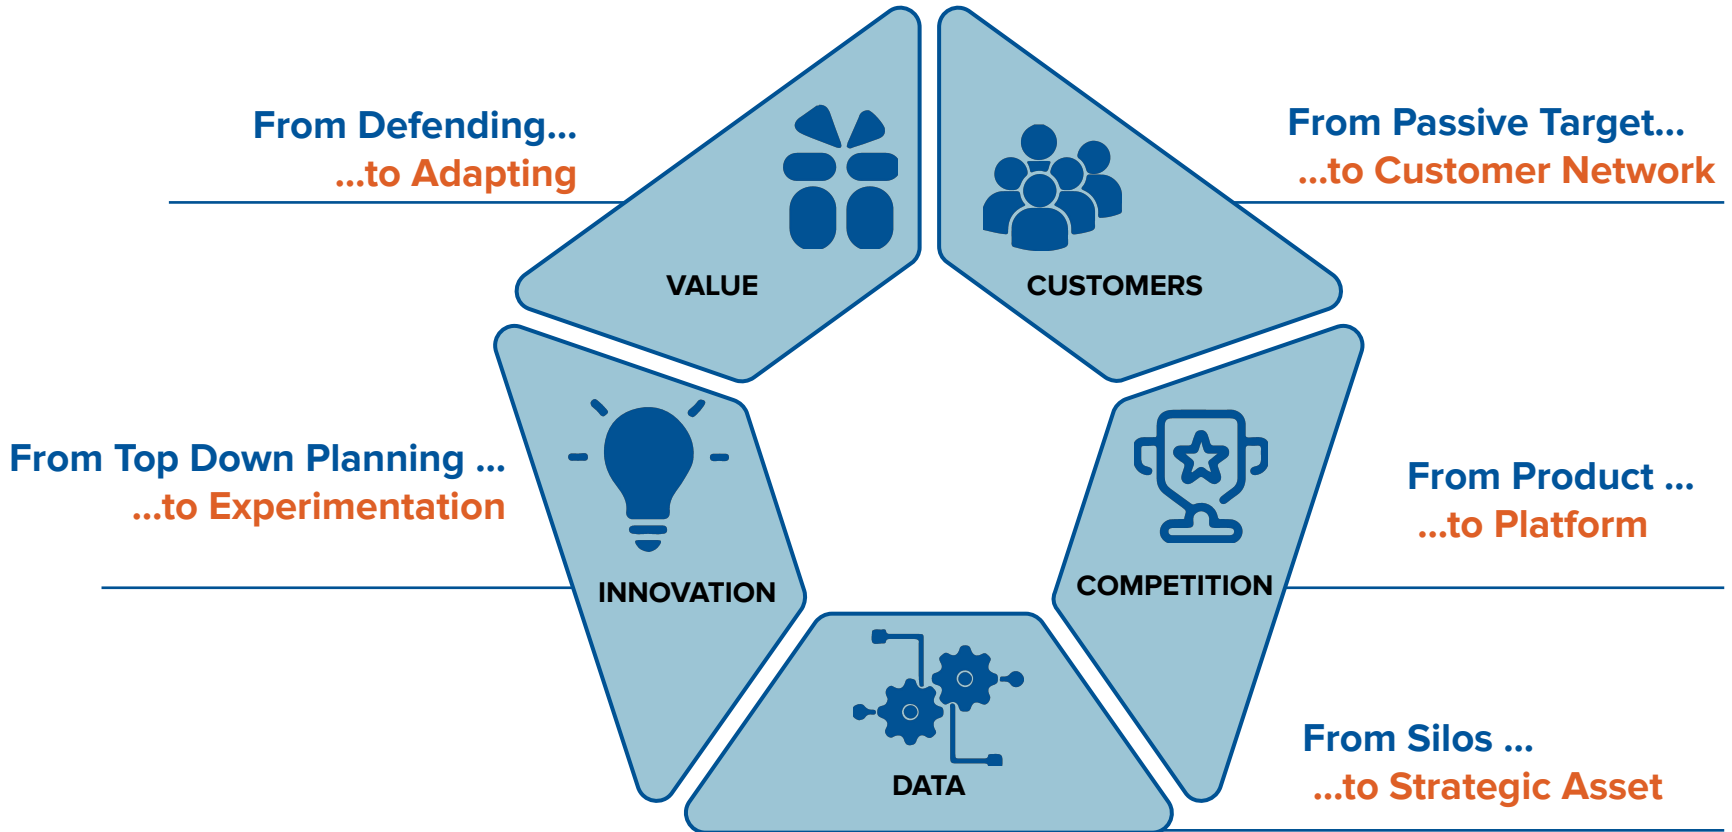 From Defending...
...to Adapting
From Passive Target...
...to Customer Network
VALUE
CUSTOMERS
From Top Down Planning ...
...to Experimentation
From Product ...
...to Platform
INNOVATION
COMPETITION
From Silos ...
...to Strategic Asset
DATA